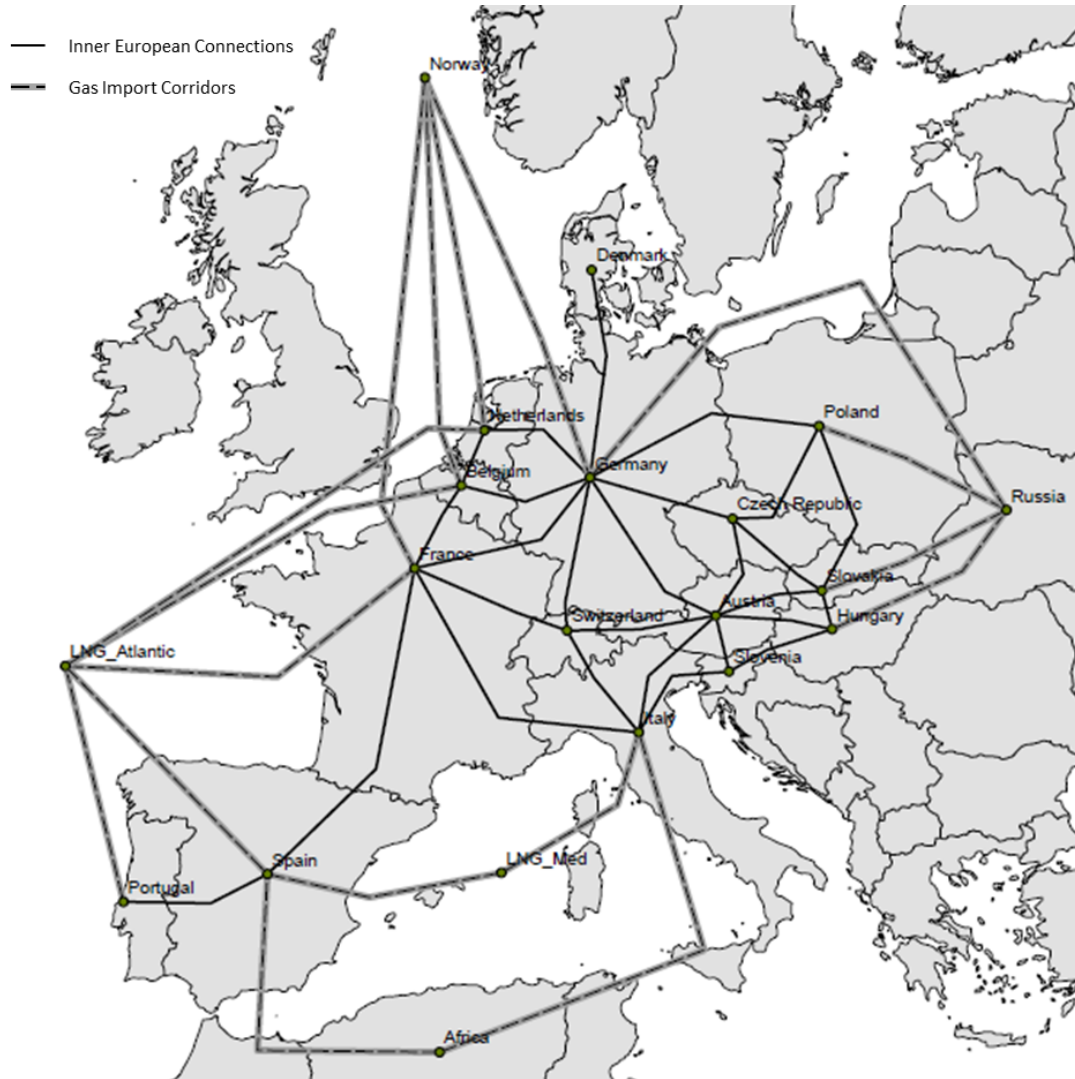 Inner European Connections
Gas Import Corridors
Norway
Denmark
Netherlands
Poland
Belgium
Germany
Czech Republic
Russia
France
Slovakia
Austria
Switzerland
Hungary
LNG_Atlantic
Slovenia
Italy
Spain
LNG_Med
Portugal
Africa